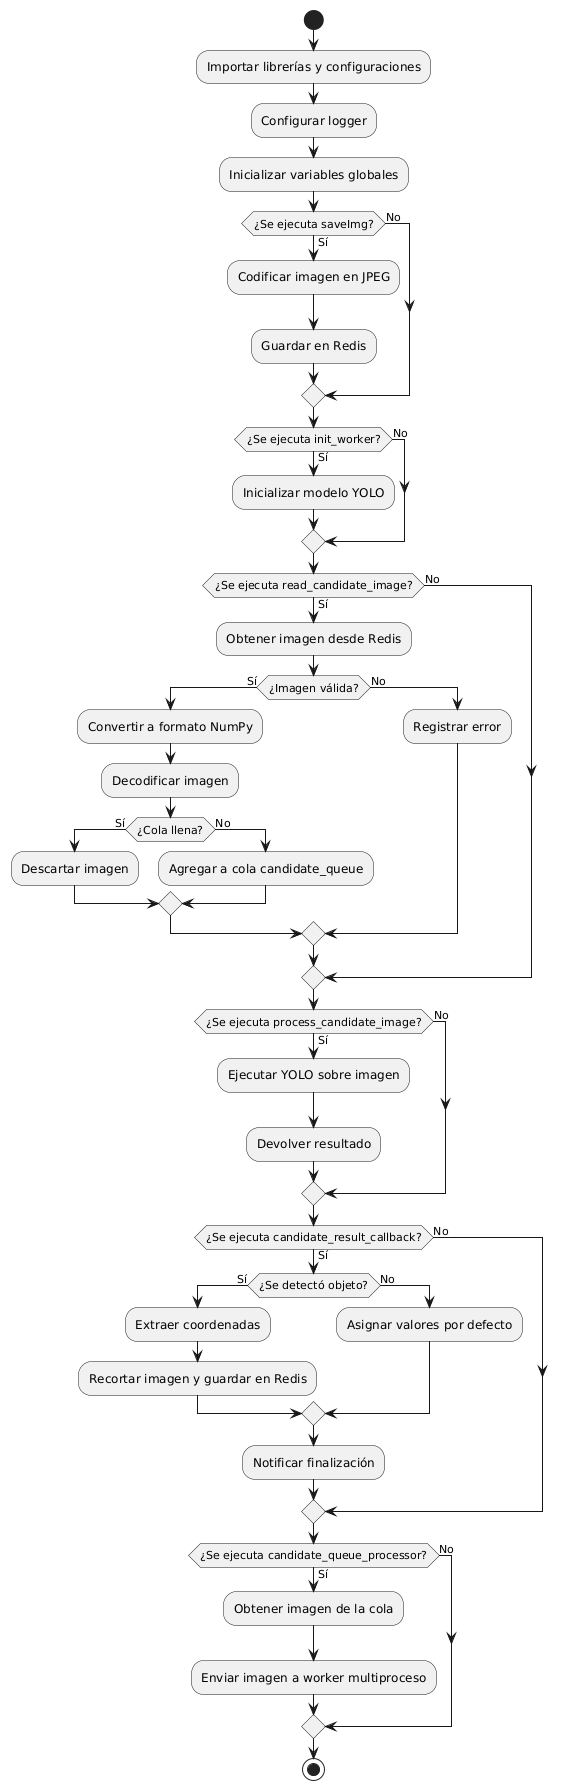 Importar librerías y configuraciones
Configurar logger
Inicializar variables globales
¿Se ejecuta saveImg?
No
Sí
Codificar imagen en JPEG
Guardar en Redis
¿Se ejecuta init_worker?
No
Sí
Inicializar modelo YOLO
¿Se ejecuta read_candidate_image?
No
Sí
Obtener imagen desde Redis
Sí
¿Imagen válida?
No
Convertir a formato NumPy
Registrar error
Decodificar imagen
Sí
¿Cola llena?
No
Descartar imagen
Agregar a cola candidate_queue
¿Se ejecuta process_candidate_image?
No
Sí
Ejecutar YOLO sobre imagen
Devolver resultado
¿Se ejecuta candidate_result_callback?
No
Sí
Sí
¿Se detectó objeto?
No
Extraer coordenadas
Asignar valores por defecto
Recortar imagen y guardar en Redis
Notificar finalización
¿Se ejecuta candidate_queue_processor?
No
Sí
Obtener imagen de la cola
Enviar imagen a worker multiproceso